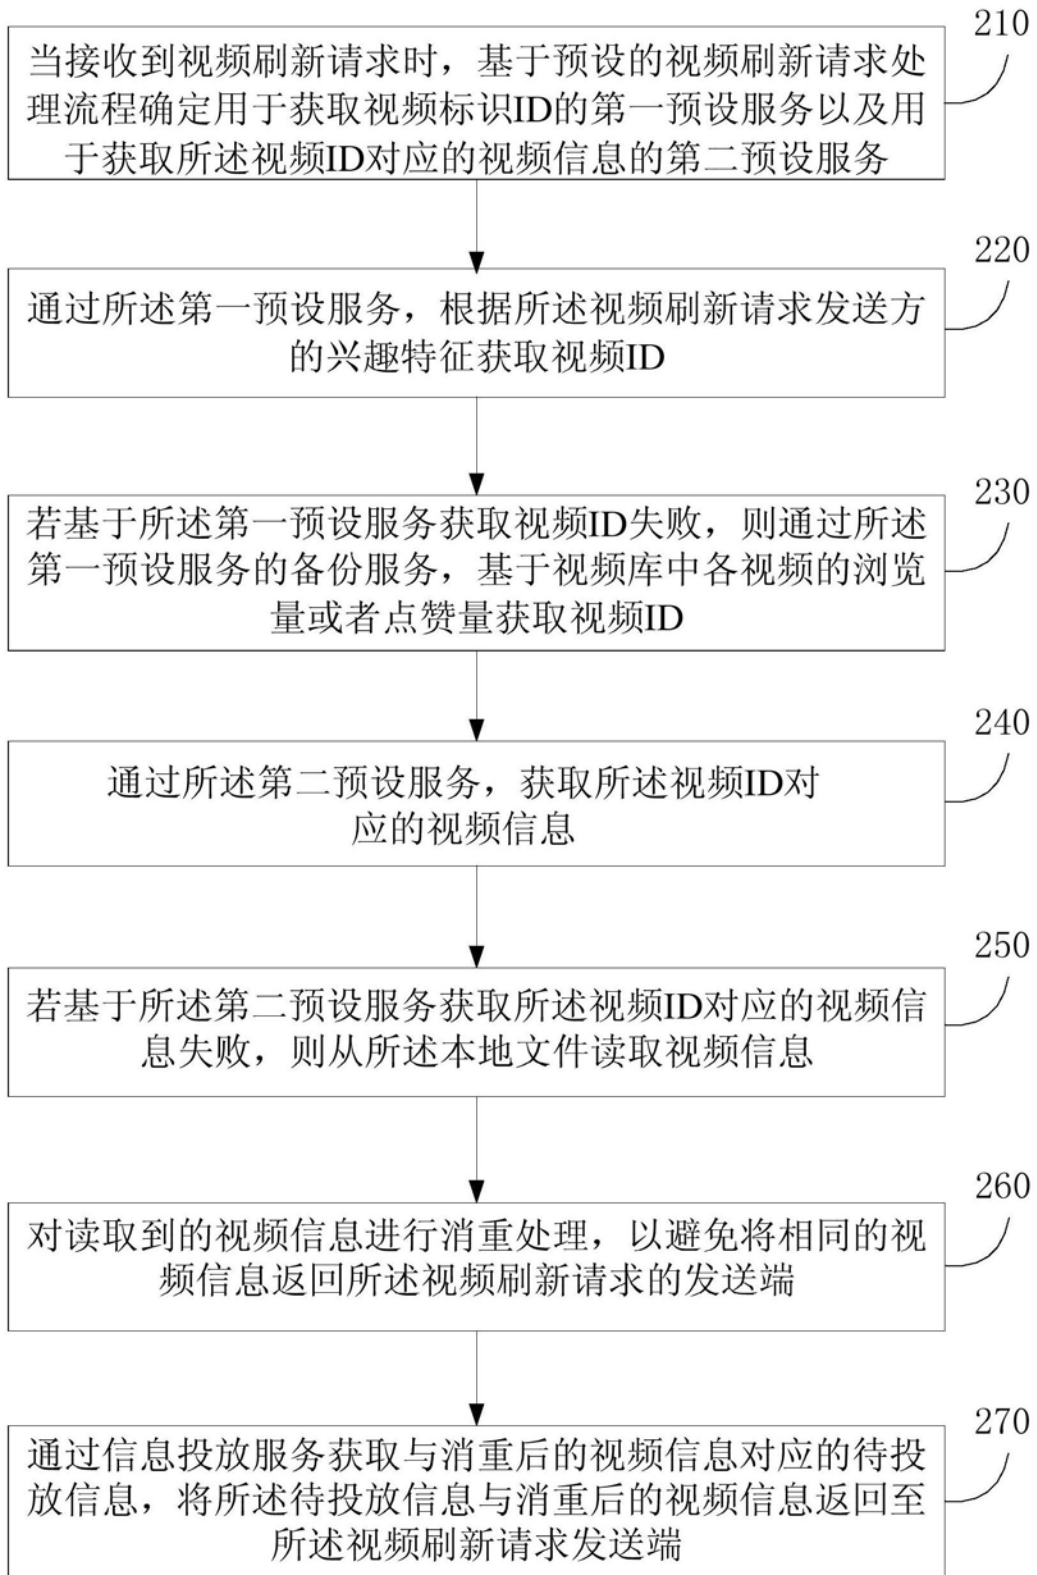 210
当接收到视频刷新请求时，基于预设的视频刷新请求处
理流程确定用于获取视频标识ID的第一预设服务以及用
于获取所述视频ID对应的视频信息的第二预设服务
220
通过所述第一预设服务，根据所述视频刷新请求发送方
的兴趣特征获取视频ID
230
若基于所述第一预设服务获取视频ID失败，则通过所述
第一预设服务的备份服务，基于视频库中各视频的浏览
量或者点赞量获取视频ID
240
通过所述第二预设服务，获取所述视频ID对
应的视频信息
250
若基于所述第二预设服务获取所述视频ID对应的视频信
息失败，则从所述本地文件读取视频信息
260
对读取到的视频信息进行消重处理，以避免将相同的视
频信息返回所述视频刷新请求的发送端
270
通过信息投放服务获取与消重后的视频信息对应的待投
放信息，将所述待投放信息与消重后的视频信息返回至
所述视频刷新请求发送端